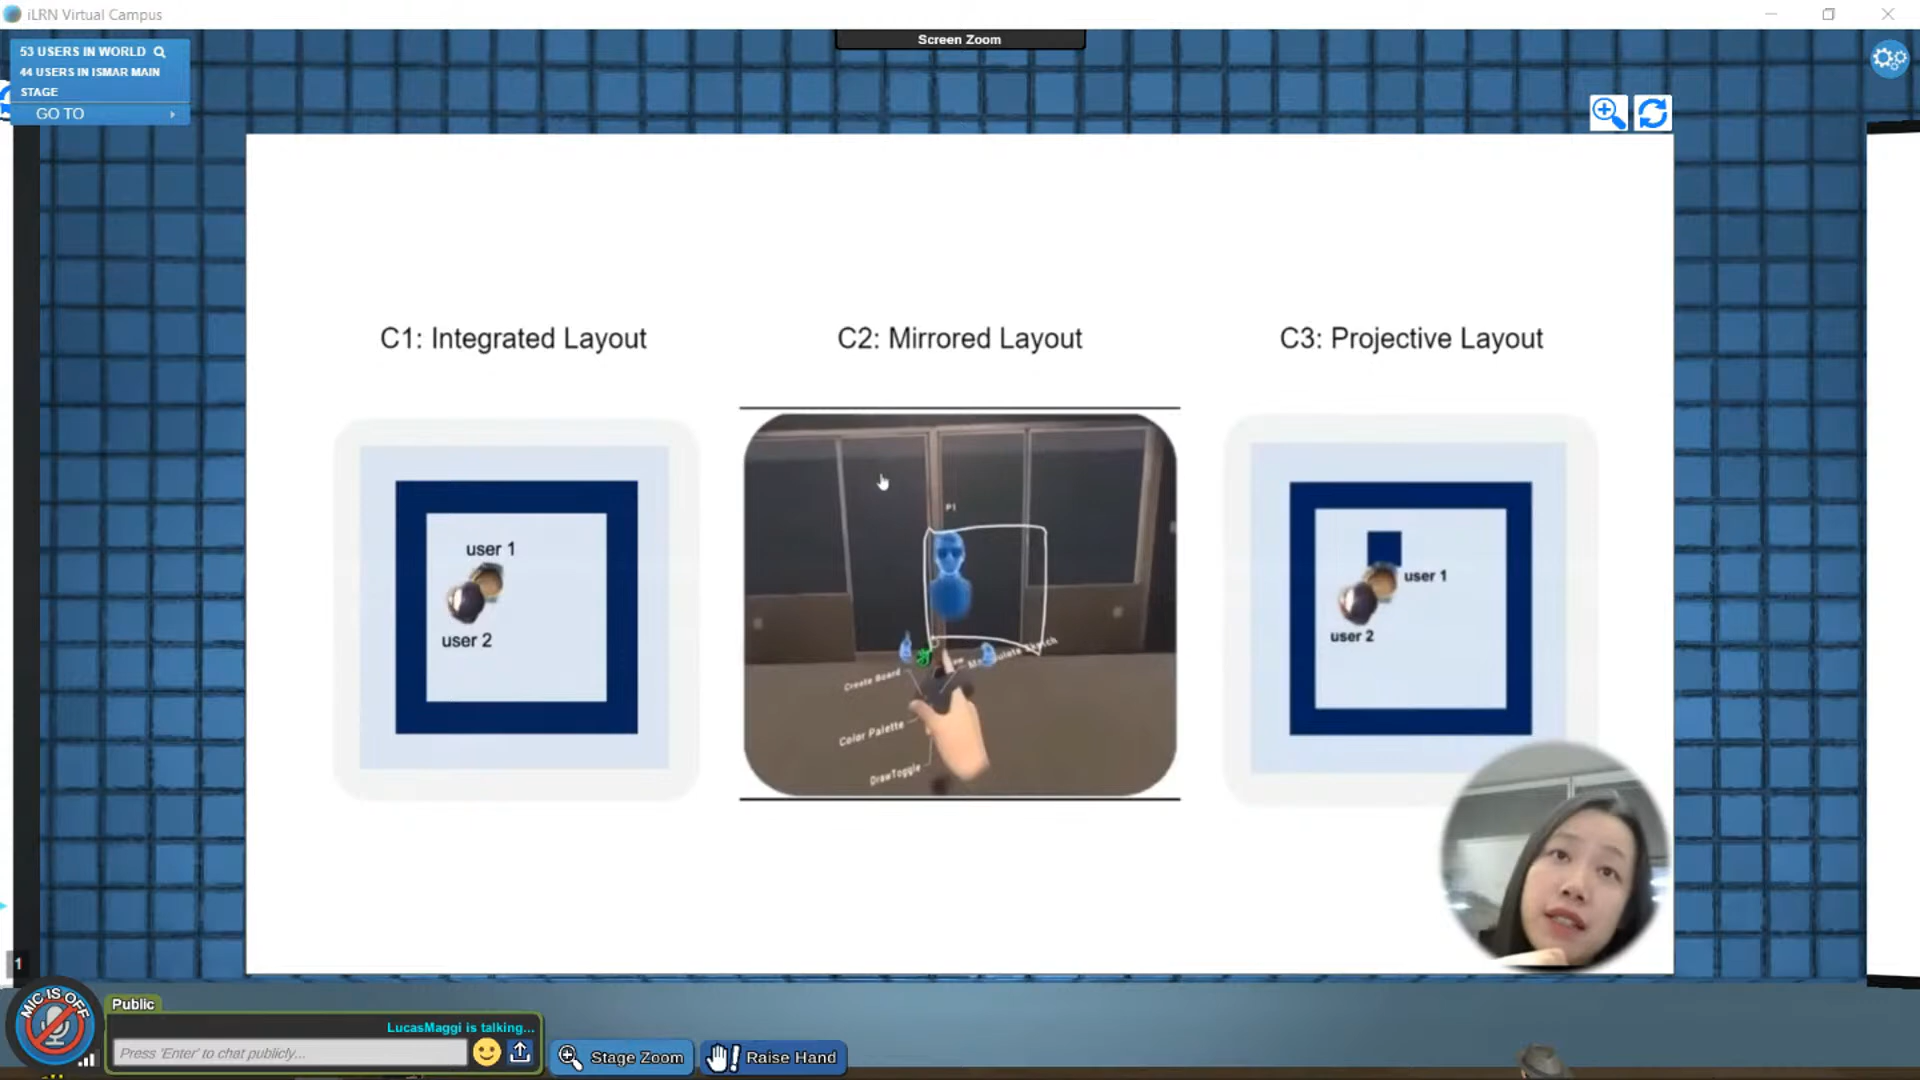 iLRN Virtual Campus
53 USERS IN WORLD
44 USERS IN ISMAR MAIN
STAGE
GO TO
Screen Zoom
C1: Integrated Layout
C2: Mirrored Layout
C3: Projective Layout
user 1
user 2
P1
Create Board
Color Palette
DrawToggle
user 1
user 2
1
MIC IS OFF
Public
LucasMaggi is talking...
Press 'Enter' to chat publicly...
Stage Zoom
Raise Hand